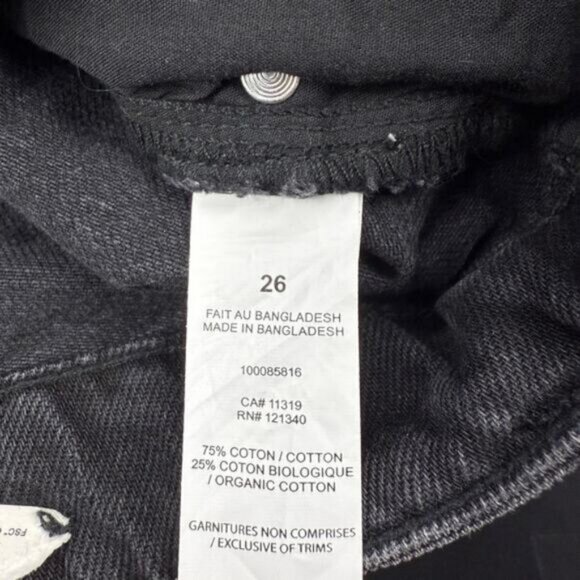 26
FAIT AU BANGLADESH
MADE IN BANGLADESH
100085816
CA# 11319
RN# 121340
75% COTON / COTTON
25% COTON BIOLOGIQUE
/ ORGANIC COTTON
GARNITURES NON COMPRISES
/ EXCLUSIVE OF TRIMS
FSC